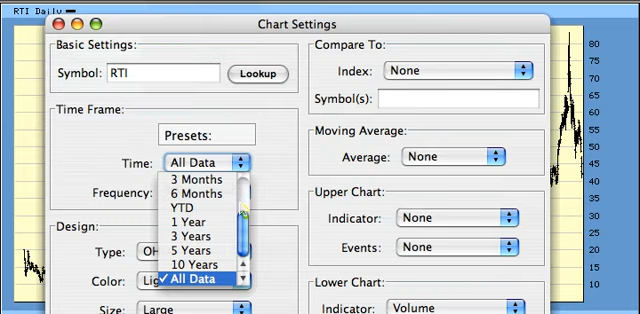 RTI Daily
Chart Settings
Basic Settings:
Symbol: RTI Lookup
Time Frame:
Presets:
Time: All Data
3 Months
Frequency:
6 Months
YTD
1 Year
3 Years
5 Years
10 Years
All Data
Design:
Type: OH
Color: Lig
Size: Large
Compare To:
Index: None
Symbol(s):
Moving Average:
Average: None
Upper Chart:
Indicator: None
Events: None
Lower Chart:
Indicator: Volume
80
75
70
65
60
55
50
45
40
35
30
25
20
15
10